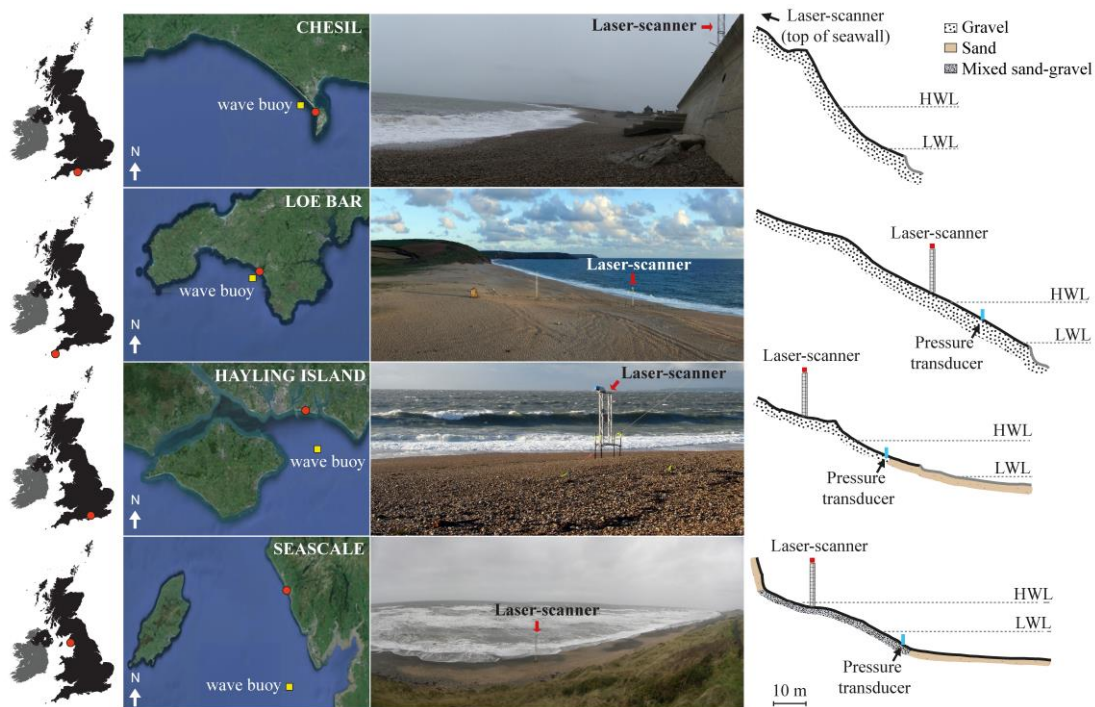 CHESIL
wave buoy
N
Laser-scanner
Laser-scanner
(top of seawall)
Gravel
Sand
Mixed sand-gravel
HWL
LWL
LOE BAR
wave buoy
N
Laser-scanner
Laser-scanner
HWL
LWL
Pressure
transducer
HAYLING ISLAND
wave buoy
N
Laser-scanner
Laser-scanner
HWL
LWL
Pressure
transducer
SEASCALE
wave buoy
N
Laser-scanner
Laser-scanner
HWL
LWL
Pressure
transducer
10 m